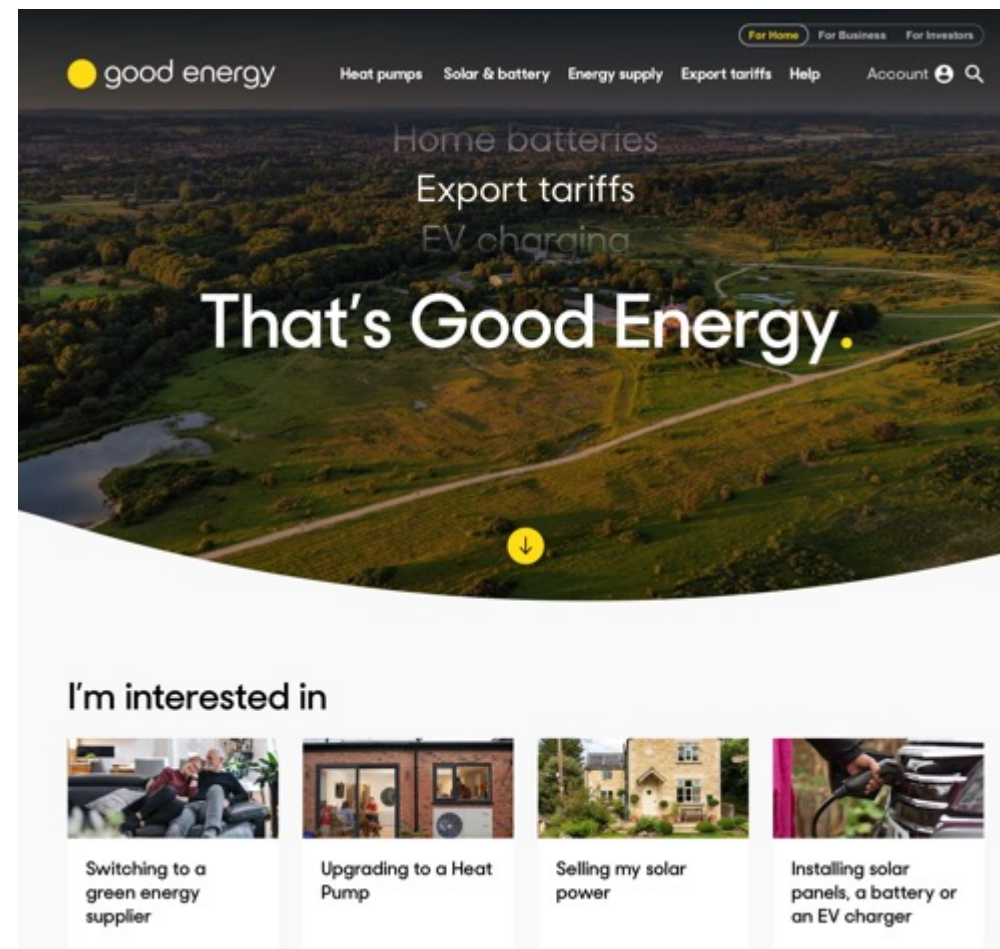 For Home For Business For Investors
good energy Heat pumps Solar & battery Energy supply Export tariffs Help Account
Home batteries
Export tariffs
EV charging
That's Good Energy.
I'm interested in
Switching to a
green energy
supplier
Upgrading to a Heat
Pump
Selling my solar
power
Installing solar
panels, a battery or
an EV charger